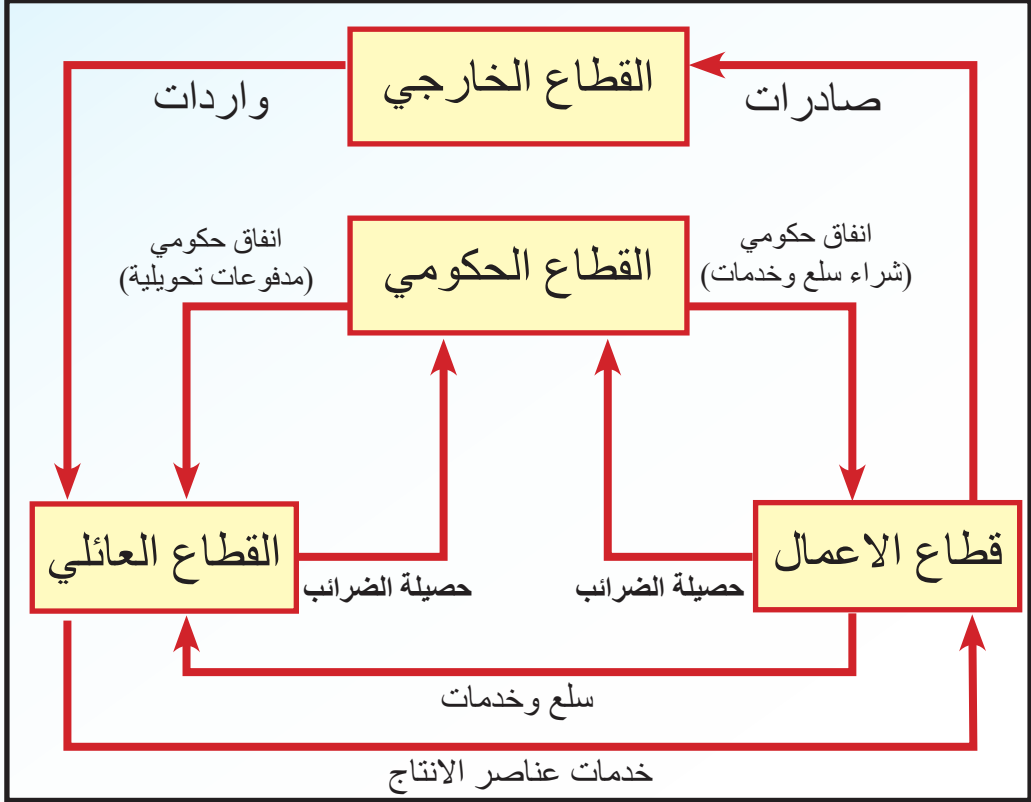 القطاع الخارجي
صادرات
واردات
القطاع الحكومي
انفاق حكومي
(شراء سلع وخدمات)
انفاق حكومي
(مدفوعات تحويلية)
قطاع الاعمال
القطاع العائلي
حصيلة الضرائب
حصيلة الضرائب
سلع وخدمات
خدمات عناصر الانتاج